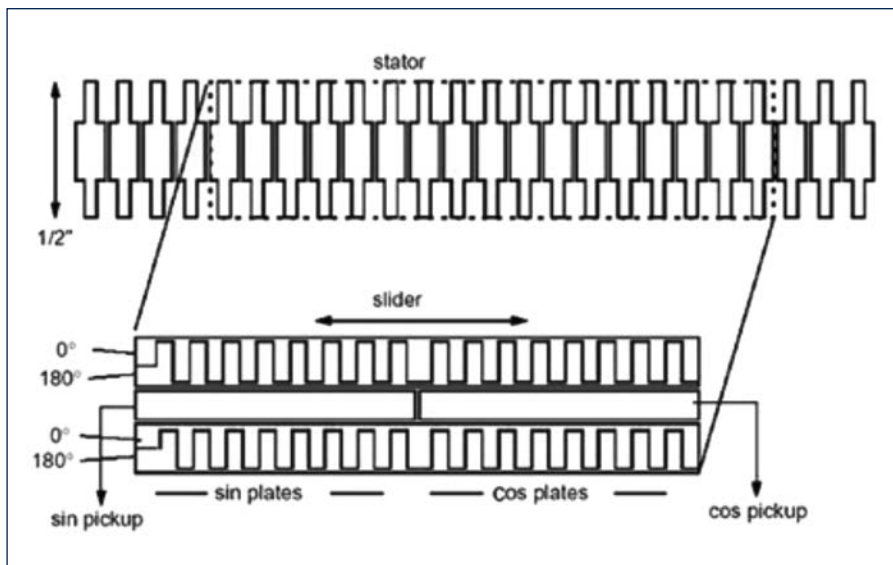 stator
1/2"
slider
0°
180°
0°
180°
sin plates
cos plates
sin pickup
cos pickup